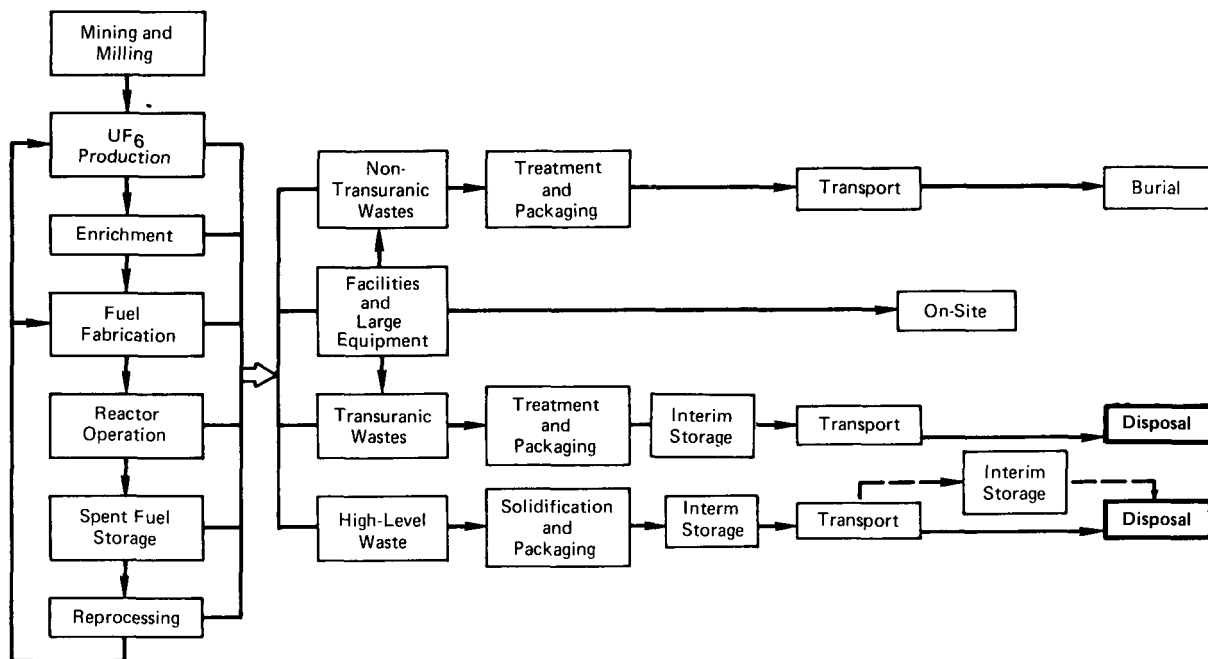 Mining and
Milling
UF6
Production
Enrichment
Fuel
Fabrication
Reactor
Operation
Spent Fuel
Storage
Reprocessing
Non-
Transuranic
Wastes
Treatment
and
Packaging
Transport
Burial
Facilities
and
Large
Equipment
On-Site
Transuranic
Wastes
Treatment
and
Packaging
Interim
Storage
Transport
Disposal
High-Level
Waste
Solidification
and
Packaging
Interm
Storage
Transport
Interim
Storage
Disposal